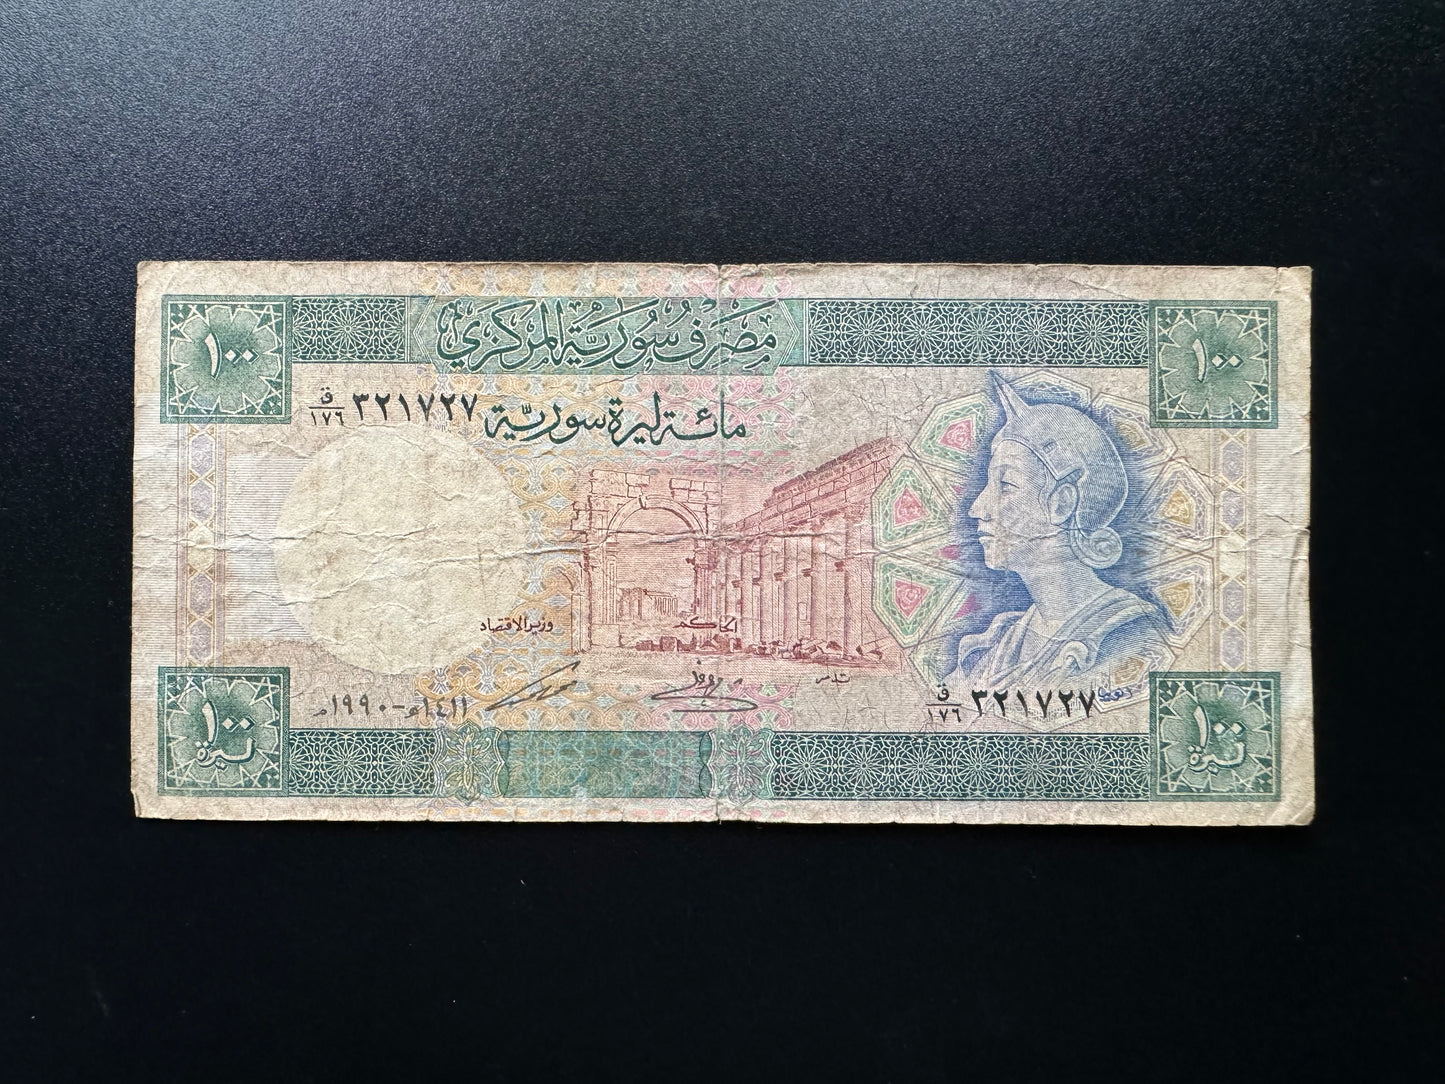 ١٠٠
مصرف سورية المركزي
١٠٠
ق
١٧٦ ٣٢١٧٢٧
مائة ليرة سورية
وزير الاقتصاد
الحاكم
تدمر
١٩٩٠م-١٤١١هـ
ق
١٧٦ ٣٢١٧٢٧
١٠٠
ليرة
١٠٠
ليرة